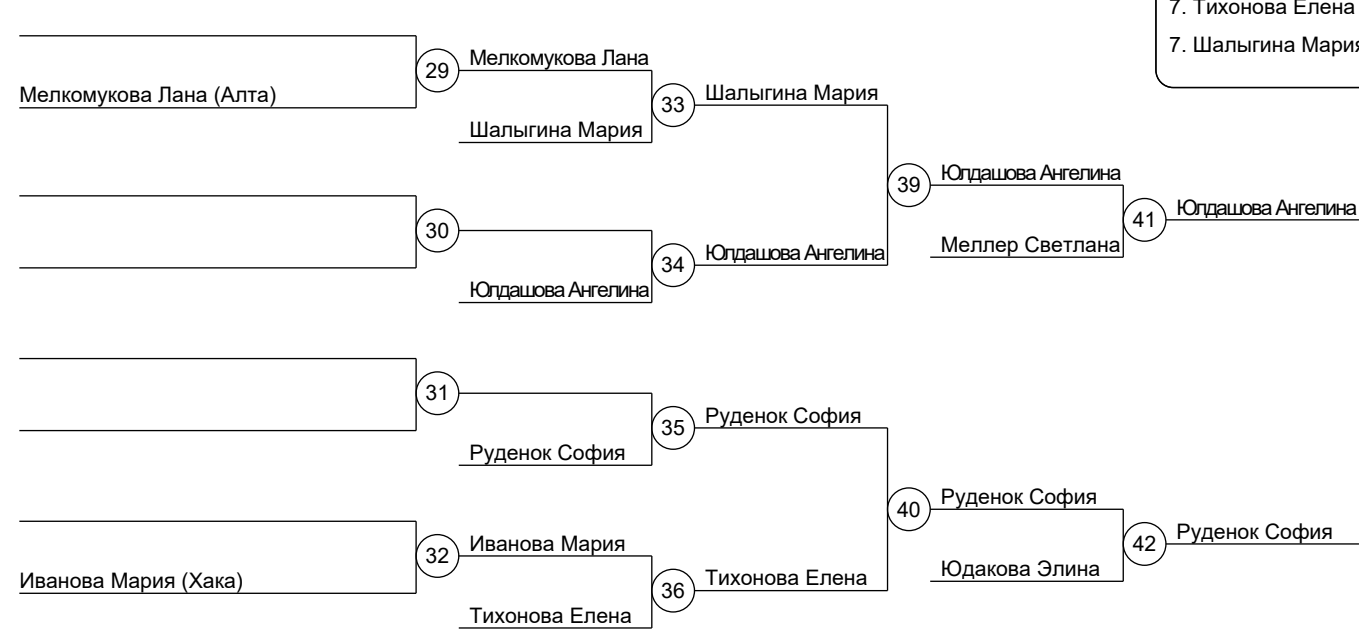 7. Тихонова Елена
7. Шалыгина Мария
29
Мелкомукова Лана
Мелкомукова Лана (Алта)
33
Шалыгина Мария
Шалыгина Мария
39
Юлдашова Ангелина
30
41
Юлдашова Ангелина
34
Юлдашова Ангелина
Меллер Светлана
Юлдашова Ангелина
31
35
Руденок София
Руденок София
40
Руденок София
32
Иванова Мария
42
Руденок София
Иванова Мария (Хака)
36
Тихонова Елена
Юдакова Элина
Тихонова Елена